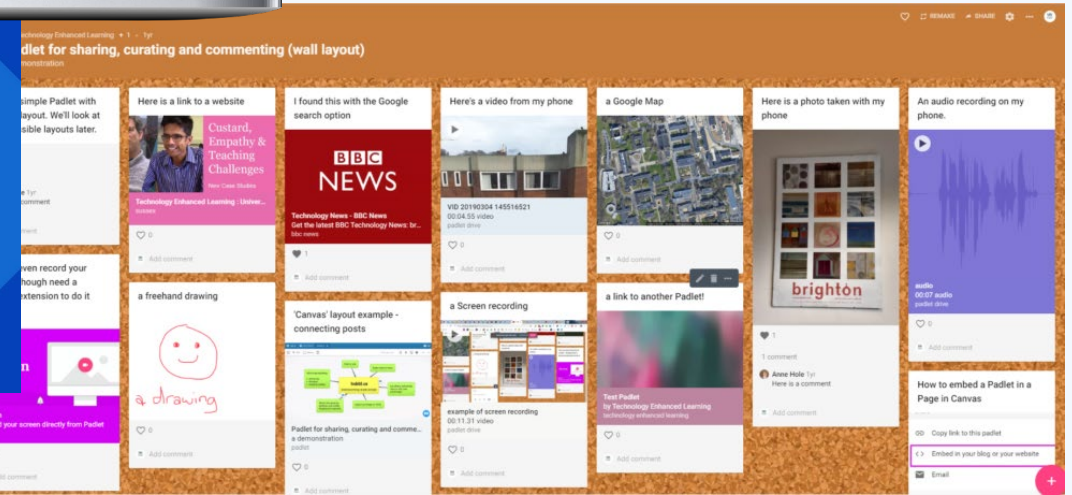 REMAKE SHARE
Technology Enhanced Learning + 1 · 1yr
dlet for sharing, curating and commenting (wall layout)
monstration
simple Padlet with
layout. We'll look at
sible layouts later.
1yr
comment
even record your
hough need a
extension to do it
n
d your screen directly from Padlet
Add comment
Here is a link to a website
Custard,
Empathy &
Teaching
Challenges
New Case Studies
Technology Enhanced Learning : Univer...
sussex
0
Add comment
a freehand drawing
a drawing
0
Add comment
I found this with the Google
search option
BBC
NEWS
Technology News - BBC News
Get the latest BBC Technology News: br...
bbc news
1
Add comment
'Canvas' layout example -
connecting posts
Padlet for sharing, curating and comme...
a demonstration
padlet
0
Add comment
Here's a video from my phone
VID 20190304 145516521
00:04.55 video
padlet drive
0
Add comment
a Screen recording
example of screen recording
00:11.31 video
padlet drive
0
Add comment
a Google Map
0
Add comment
a link to another Padlet!
Test Padlet
by Technology Enhanced Learning
technology enhanced learning
0
Add comment
Here is a photo taken with my
phone
brighton
1
1 comment
Anne Hole 1yr
Here is a comment
Add comment
An audio recording on my
phone.
audio
00:07 audio
padlet drive
0
Add comment
How to embed a Padlet in a
Page in Canvas
Copy link to this padlet
Embed in your blog or your website
Email